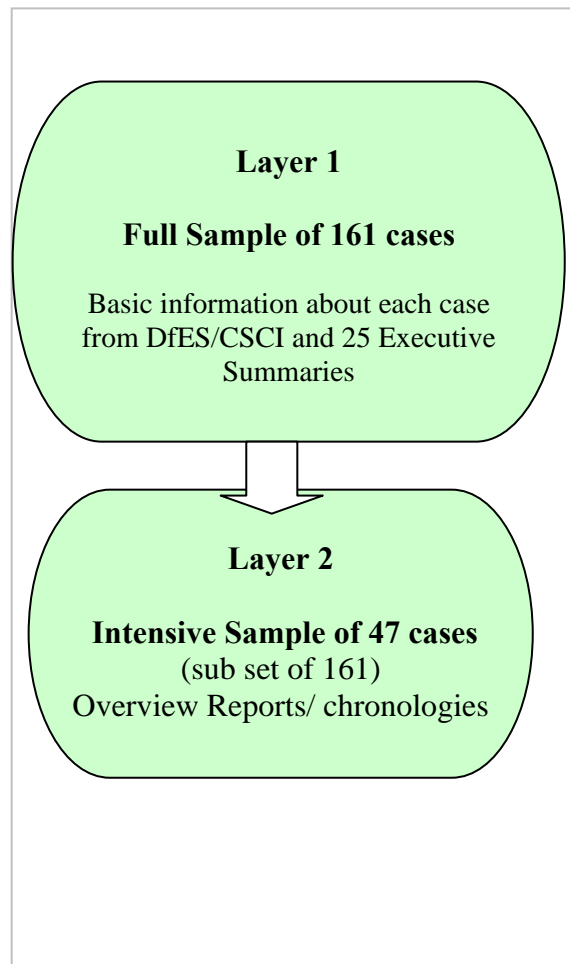 Layer 1
Full Sample of 161 cases
Basic information about each case
from DfES/CSCI and 25 Executive
Summaries
Layer 2
Intensive Sample of 47 cases
(sub set of 161)
Overview Reports/ chronologies